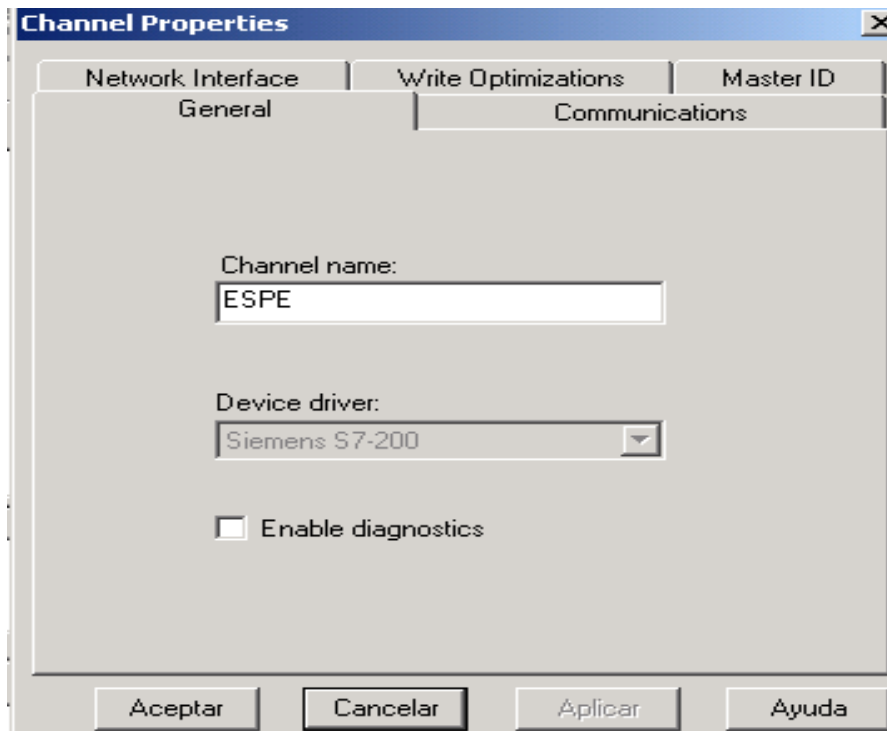 Channel Properties
Network Interface Write Optimizations Master ID
General Communications
Channel name:
ESPE
Device driver:
Siemens S7-200
Enable diagnostics
Aceptar Cancelar Aplicar Ayuda